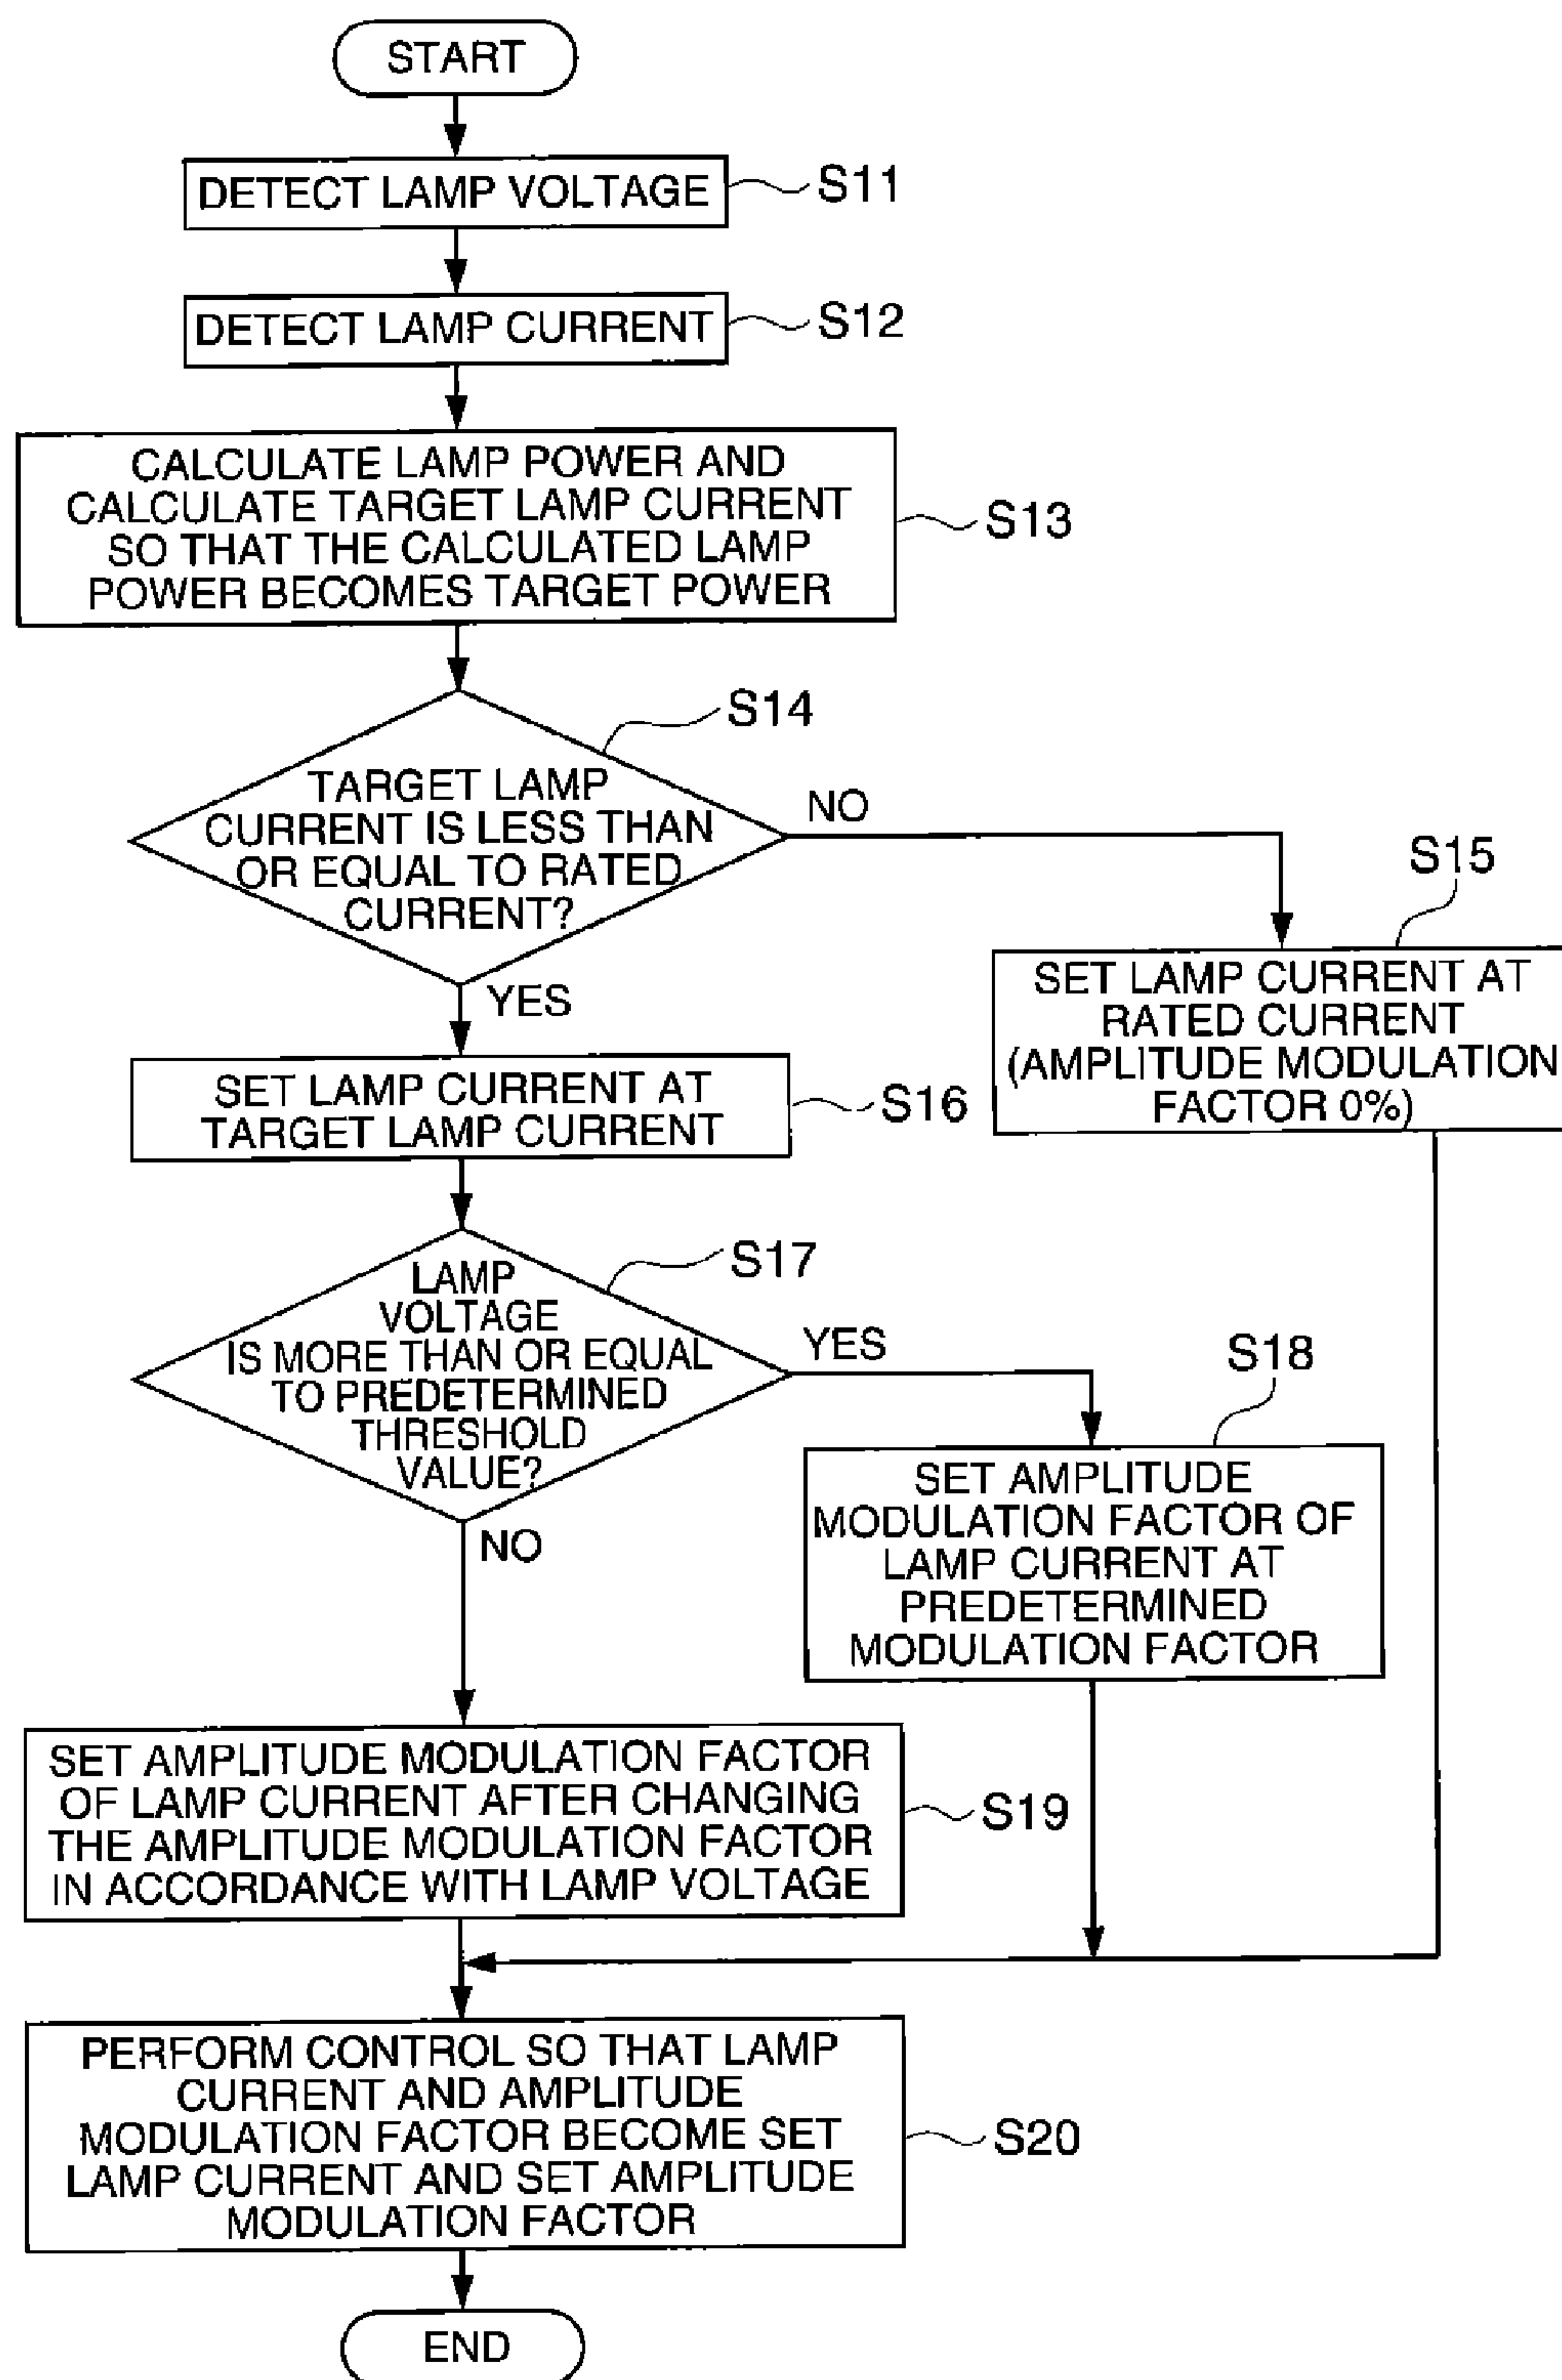 START
DETECT LAMP VOLTAGE
S11
DETECT LAMP CURRENT
S12
CALCULATE LAMP POWER AND
CALCULATE TARGET LAMP CURRENT
SO THAT THE CALCULATED LAMP
POWER BECOMES TARGET POWER
S13
S14
TARGET LAMP
CURRENT IS LESS THAN
OR EQUAL TO RATED
CURRENT?
NO
YES
S15
SET LAMP CURRENT AT
RATED CURRENT
(AMPLITUDE MODULATION
FACTOR 0%)
SET LAMP CURRENT AT
TARGET LAMP CURRENT
S16
S17
LAMP
VOLTAGE
IS MORE THAN OR EQUAL
TO PREDETERMINED
THRESHOLD
VALUE?
YES
NO
S18
SET AMPLITUDE
MODULATION FACTOR OF
LAMP CURRENT AT
PREDETERMINED
MODULATION FACTOR
SET AMPLITUDE MODULATION FACTOR
OF LAMP CURRENT AFTER CHANGING
THE AMPLITUDE MODULATION FACTOR
IN ACCORDANCE WITH LAMP VOLTAGE
S19
PERFORM CONTROL SO THAT LAMP
CURRENT AND AMPLITUDE
MODULATION FACTOR BECOME SET
LAMP CURRENT AND SET AMPLITUDE
MODULATION FACTOR
S20
END